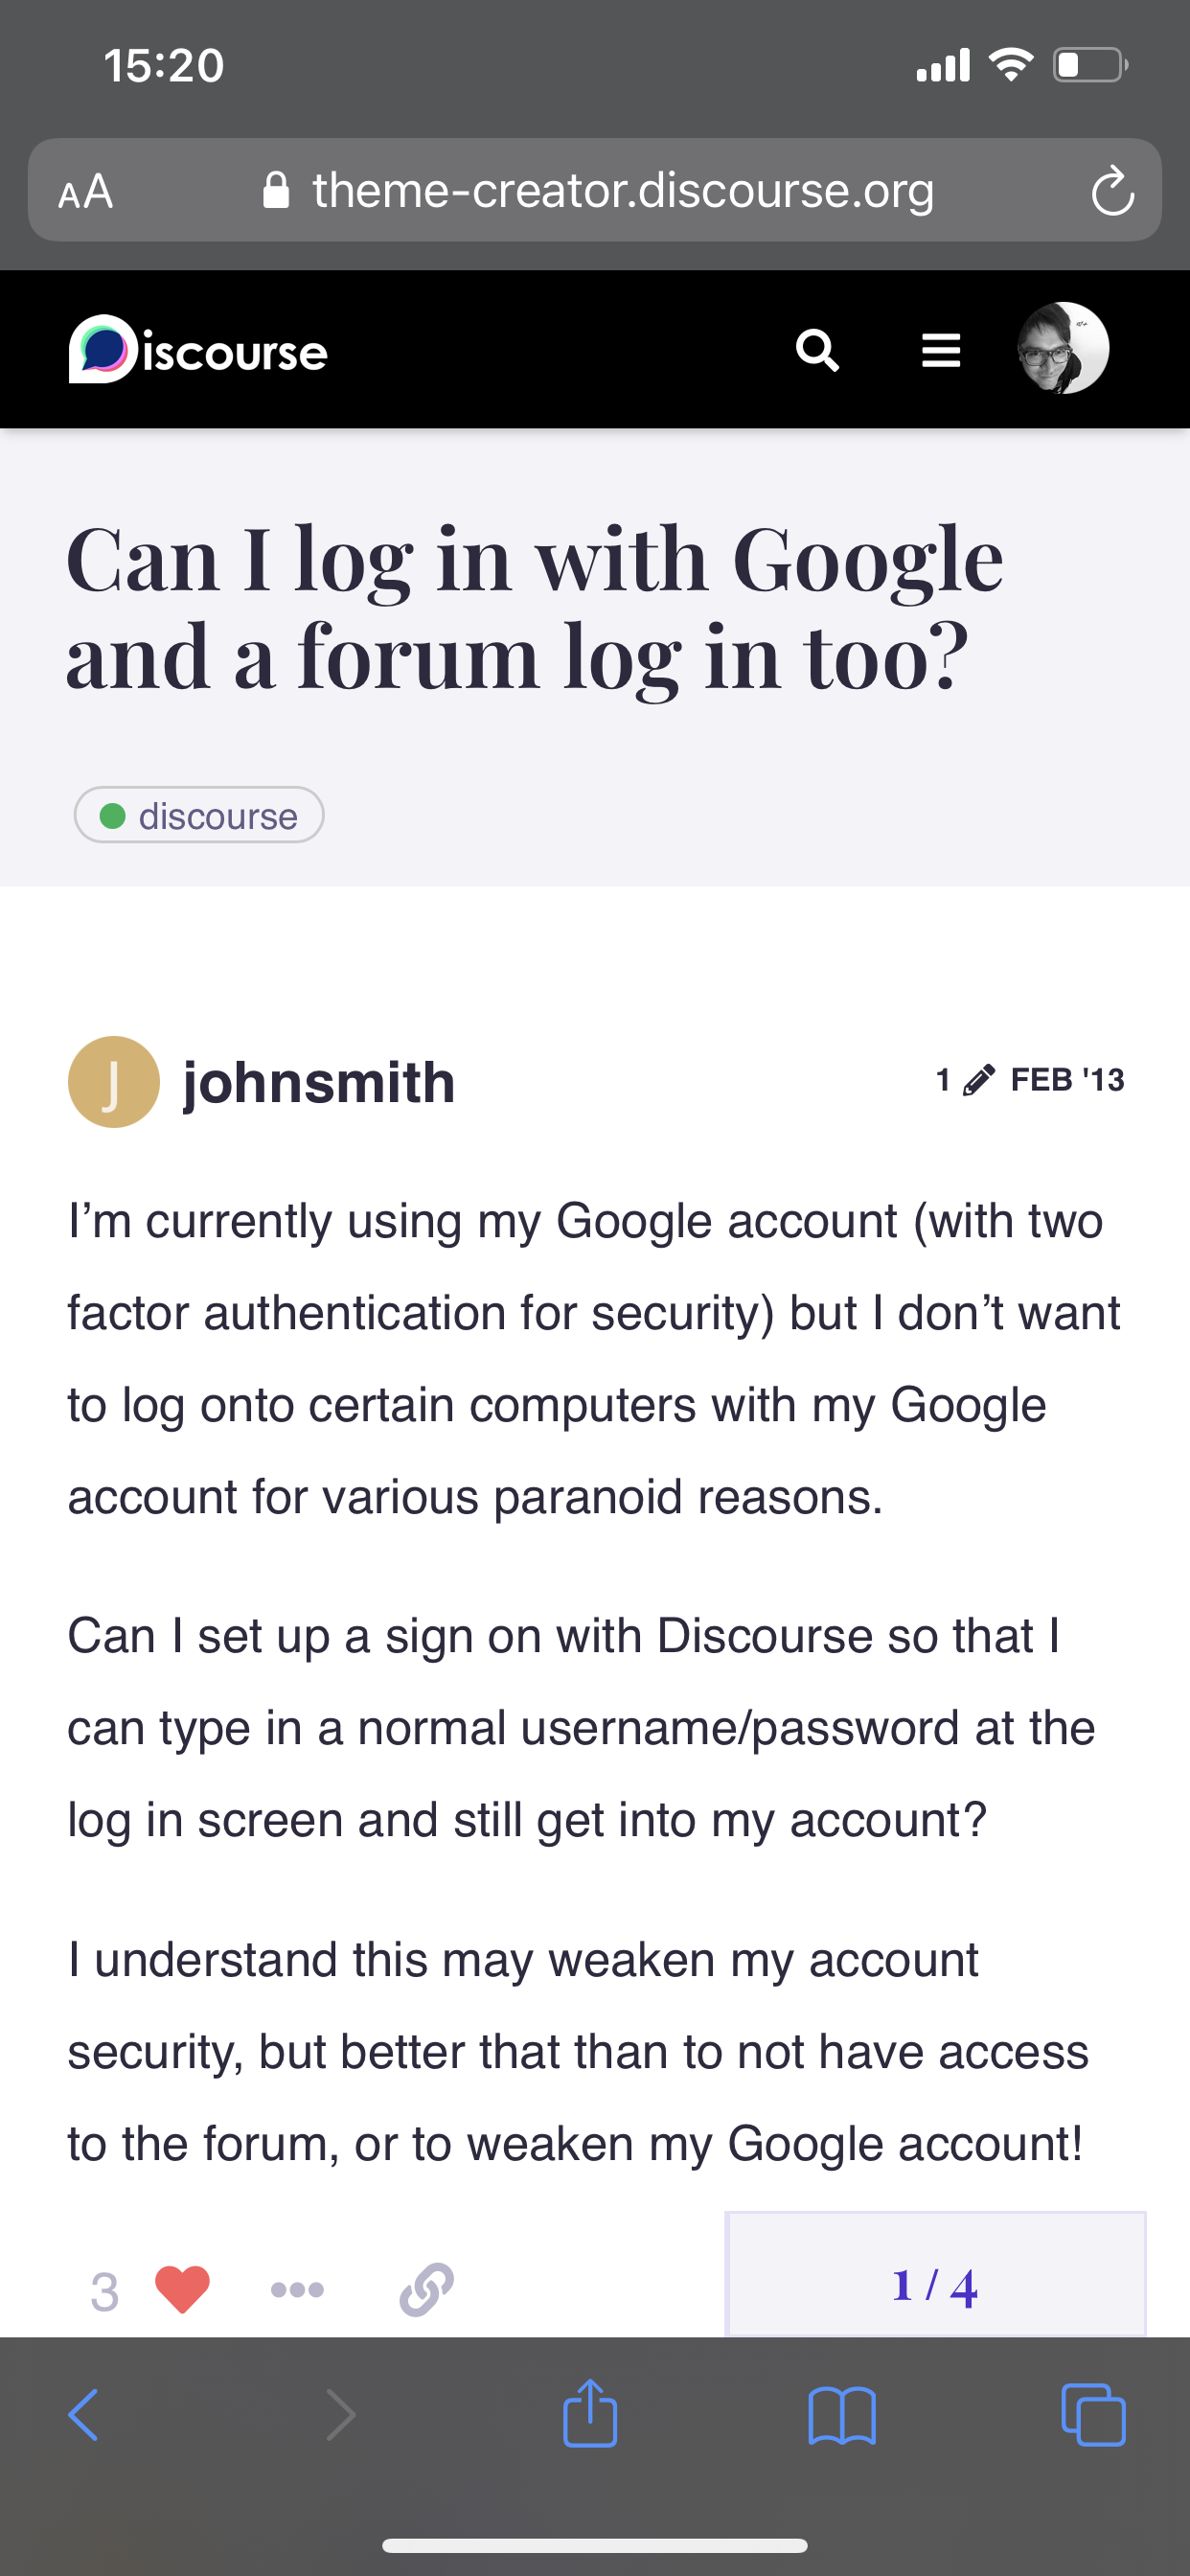 15:20
AA theme-creator.discourse.org
Discourse
Can I log in with Google
and a forum log in too?
discourse
J johnsmith 1 FEB '13
I’m currently using my Google account (with two
factor authentication for security) but I don’t want
to log onto certain computers with my Google
account for various paranoid reasons.
Can I set up a sign on with Discourse so that I
can type in a normal username/password at the
log in screen and still get into my account?
I understand this may weaken my account
security, but better that than to not have access
to the forum, or to weaken my Google account!
3
1 / 4